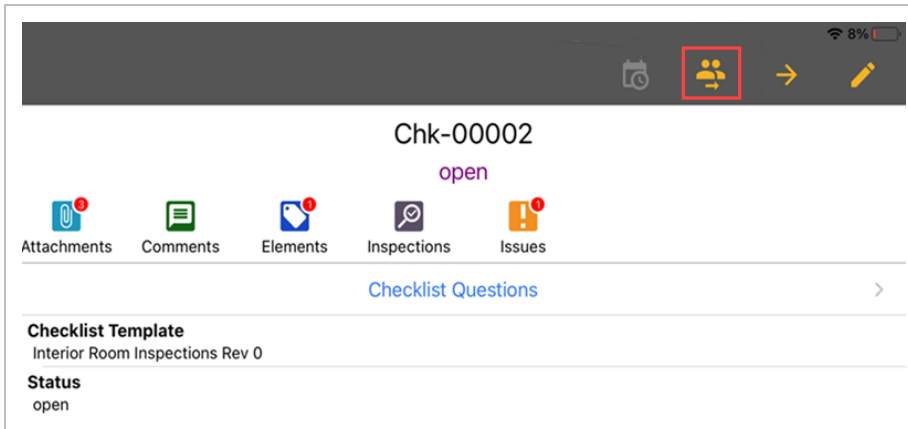 8%
Chk-00002
open
3 1 1
Attachments Comments Elements Inspections Issues
Checklist Questions
Checklist Template
Interior Room Inspections Rev 0
Status
open